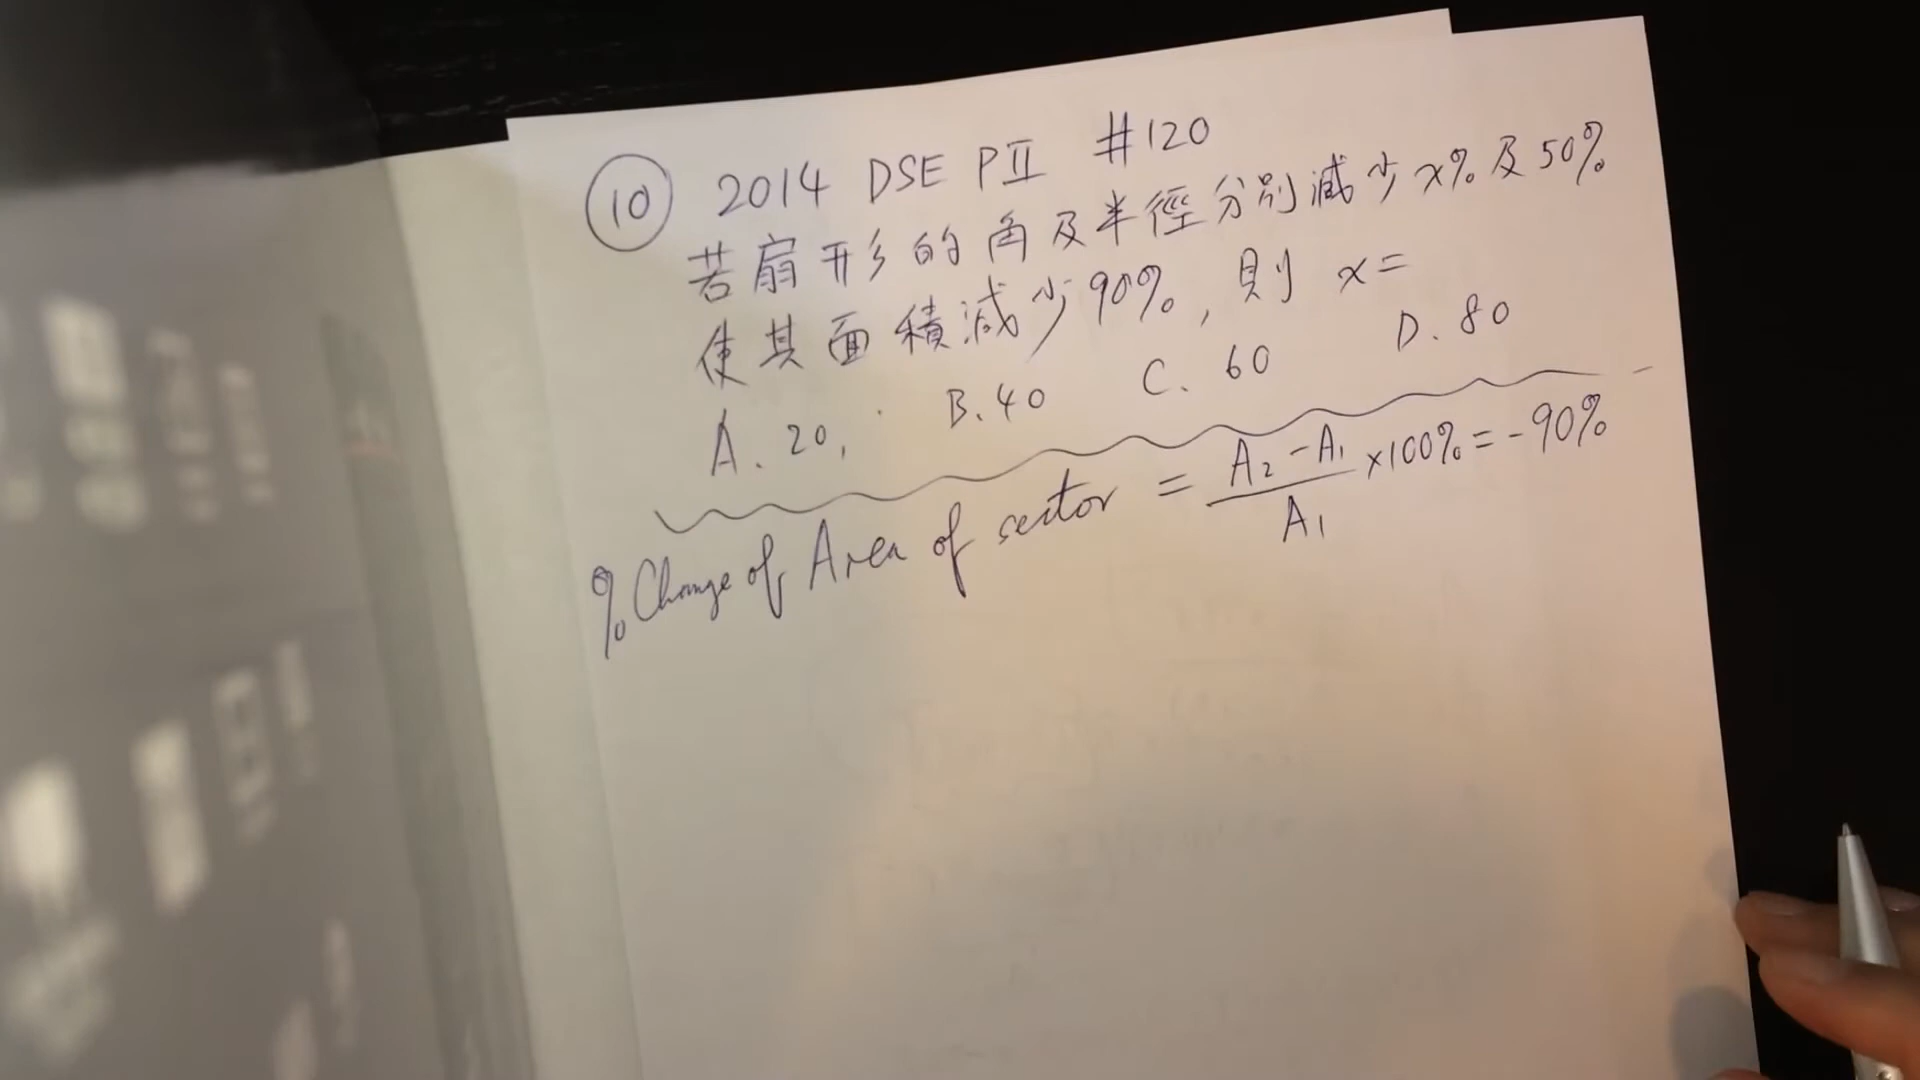 ⑩ 2014 DSE PⅡ #120
若扇形的角及半徑分別減少x%及50%
使其面積減少90%, 則 x=
A. 20, B. 40 C. 60 D. 80
% Change of Area of sector = (A₂ - A₁)/A₁ ×100% = -90%